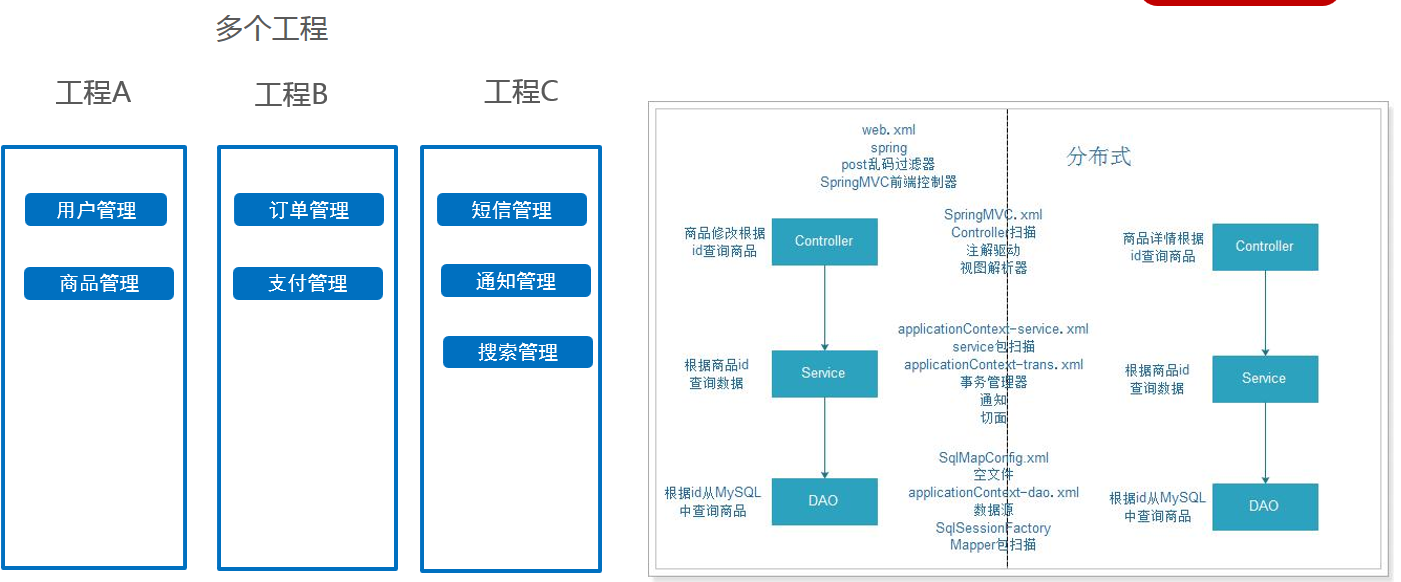 多个工程
工程A
工程B
工程C
用户管理
商品管理
订单管理
支付管理
短信管理
通知管理
搜索管理
web.xml
spring
post乱码过滤器
SpringMVC前端控制器
分布式
商品修改根据
id查询商品
Controller
SpringMVC.xml
Controller扫描
注解驱动
视图解析器
商品详情根据
id查询商品
Controller
根据商品id
查询数据
Service
applicationContext-service.xml
service包扫描
applicationContext-trans.xml
事务管理器
通知
切面
根据商品id
查询数据
Service
根据id从MySQL
中查询商品
DAO
SqlMapConfig.xml
空文件
applicationContext-dao.xml
数据源
SqlSessionFactory
Mapper包扫描
根据id从MySQL
中查询商品
DAO